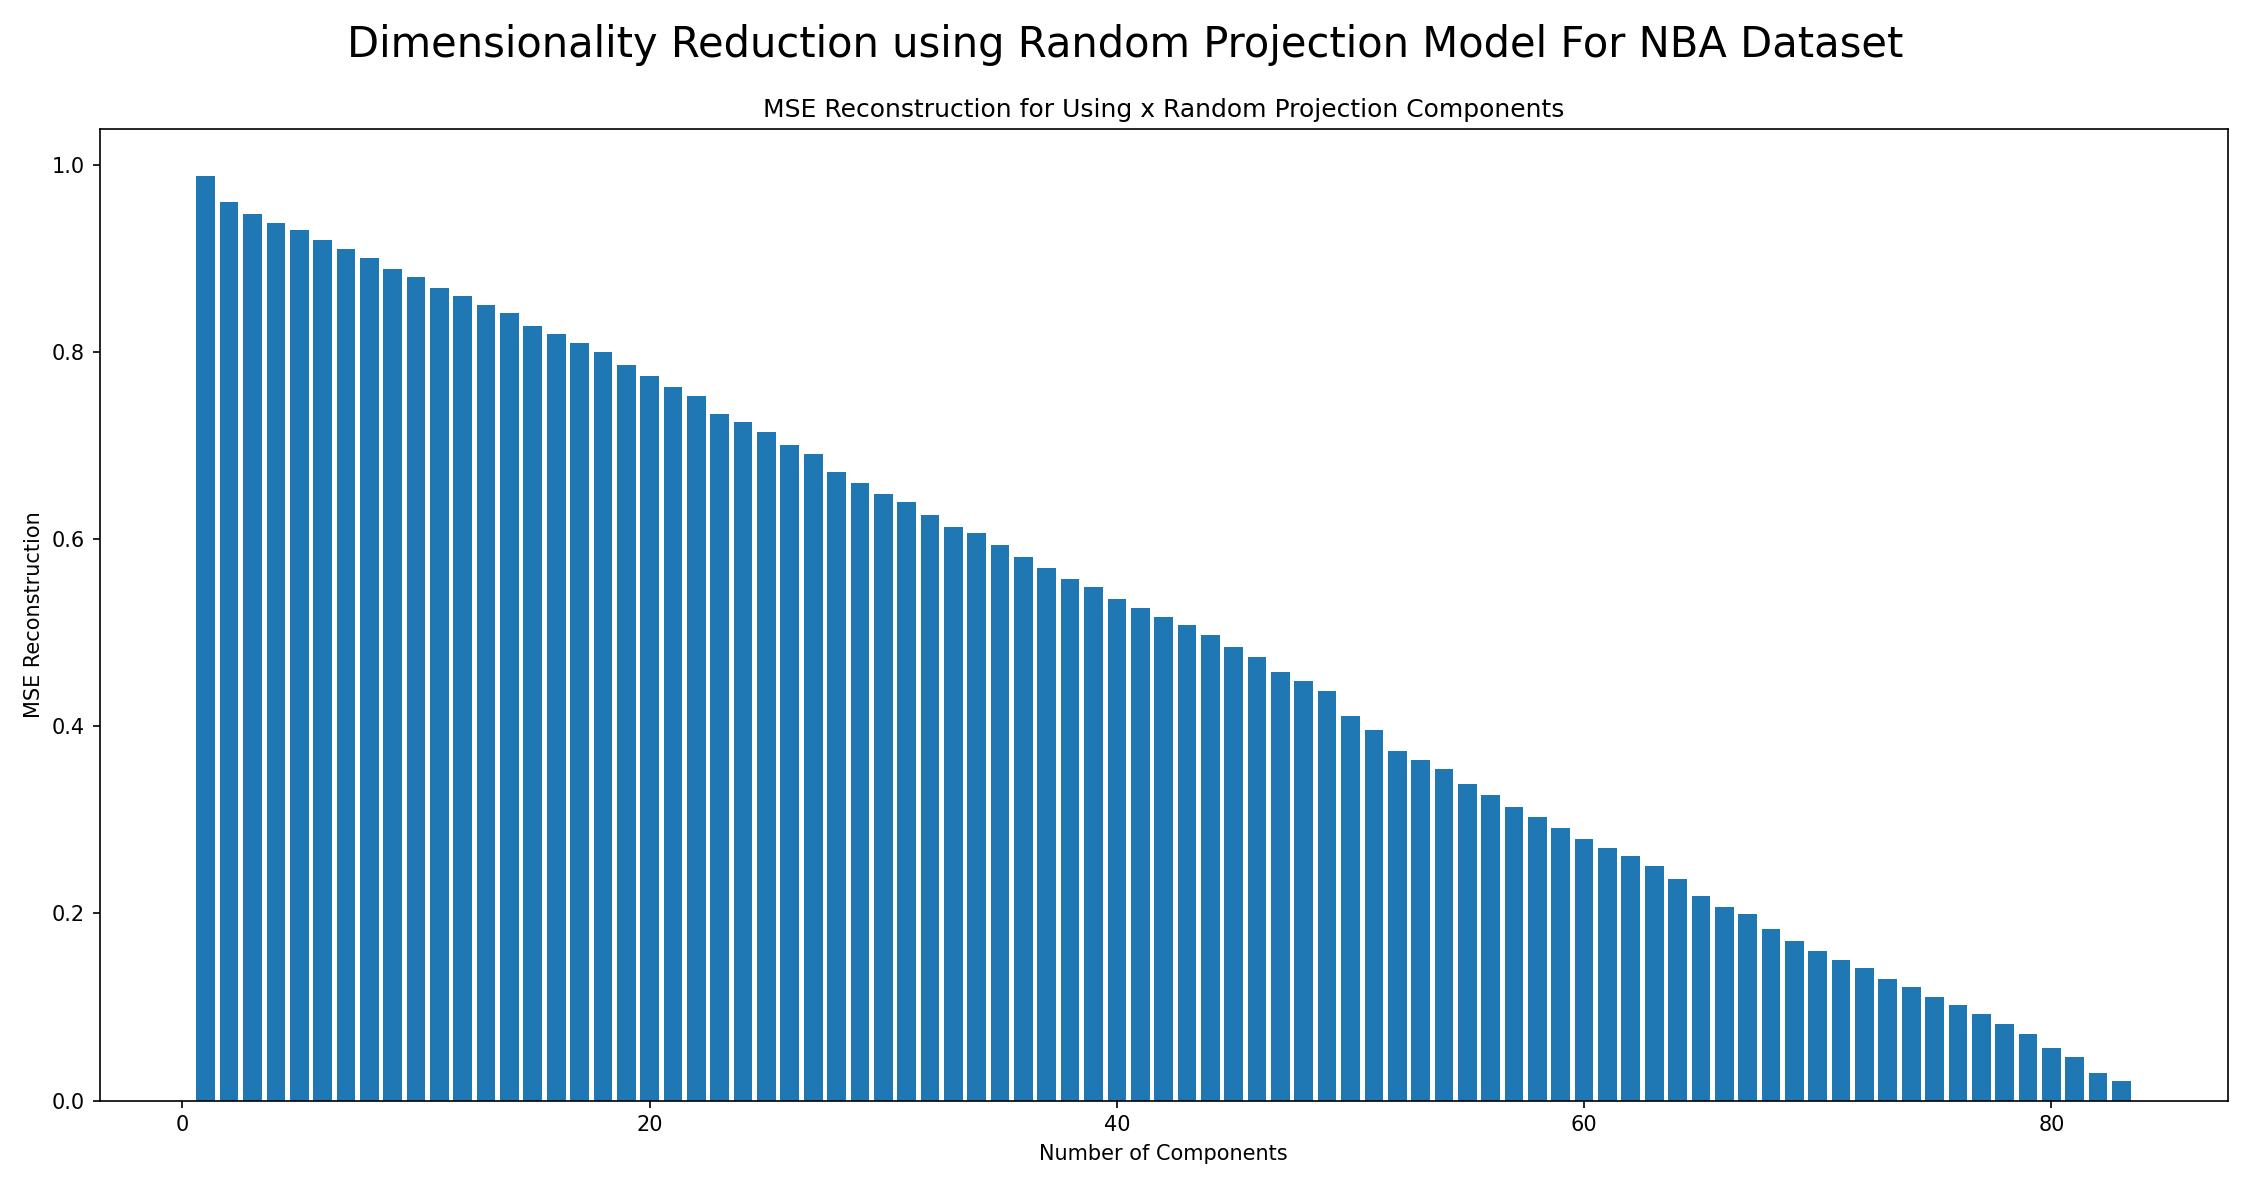 Dimensionality Reduction using Random Projection Model For NBA Dataset
MSE Reconstruction for Using x Random Projection Components
1.0
0.8
0.6
0.4
0.2
0.0
MSE Reconstruction
0 20 40 60 80
Number of Components